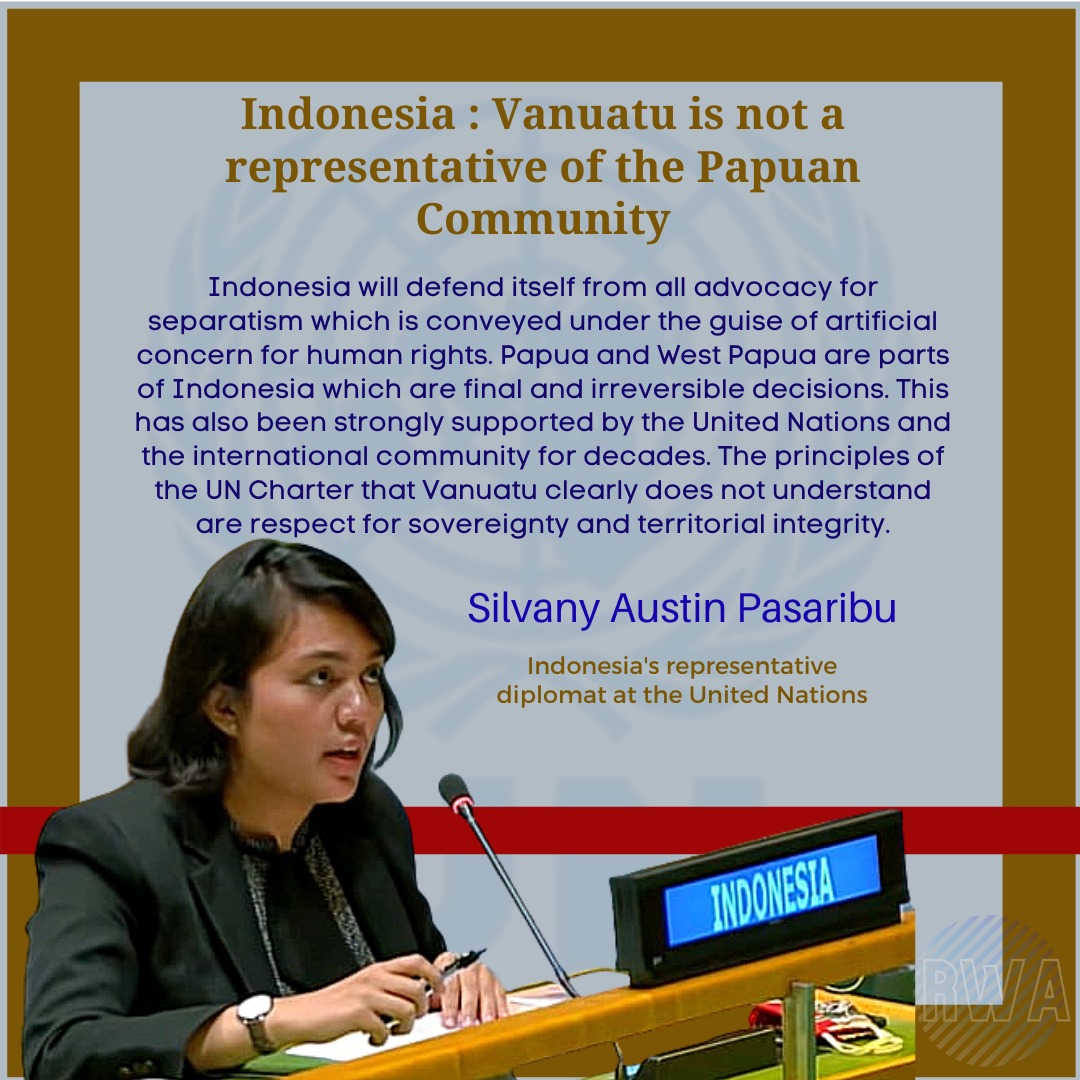 Indonesia : Vanuatu is not a
representative of the Papuan
Community
Indonesia will defend itself from all advocacy for
separatism which is conveyed under the guise of artificial
concern for human rights. Papua and West Papua are parts
of Indonesia which are final and irreversible decisions. This
has also been strongly supported by the United Nations and
the international community for decades. The principles of
the UN Charter that Vanuatu clearly does not understand
are respect for sovereignty and territorial integrity.
Silvany Austin Pasaribu
Indonesia's representative
diplomat at the United Nations
UN
INDONESIA
RWA